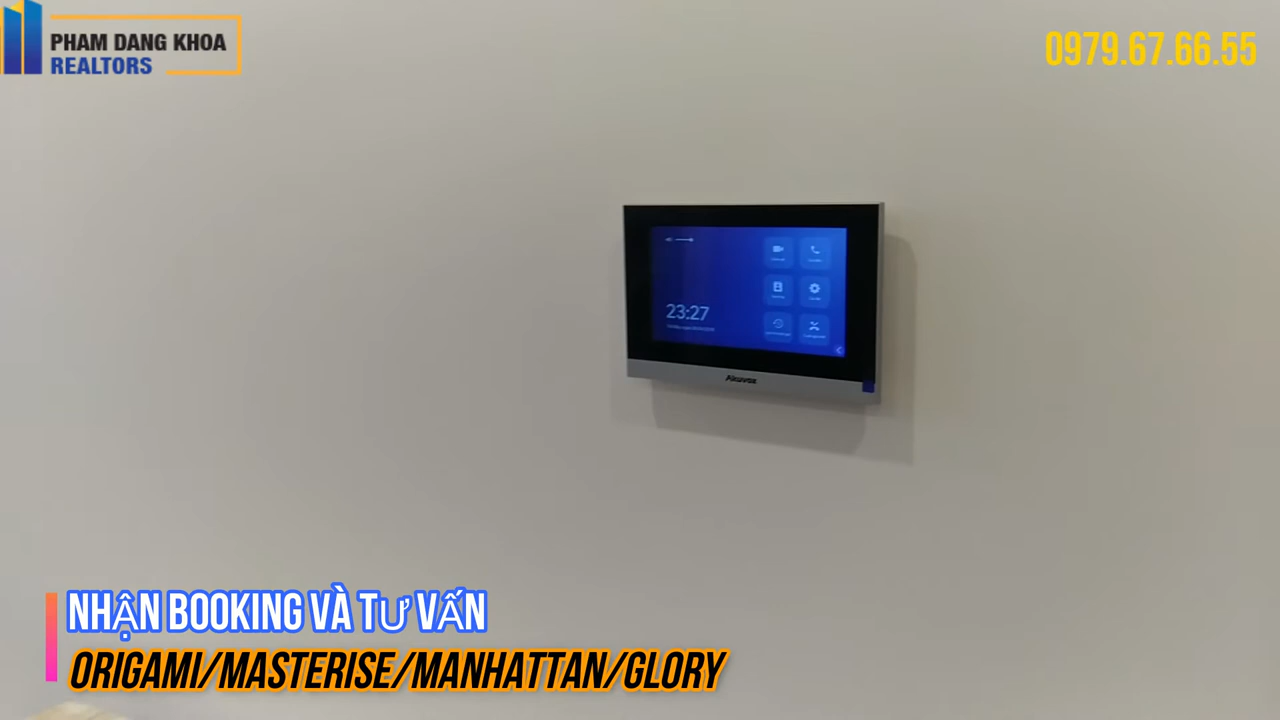 PHAM DANG KHOA
REALTORS
0979.67.66.55
23:27
Akuvox
NHẬN BOOKING VÀ TƯ VẤN
ORIGAMI/MASTERISE/MANHATTAN/GLORY